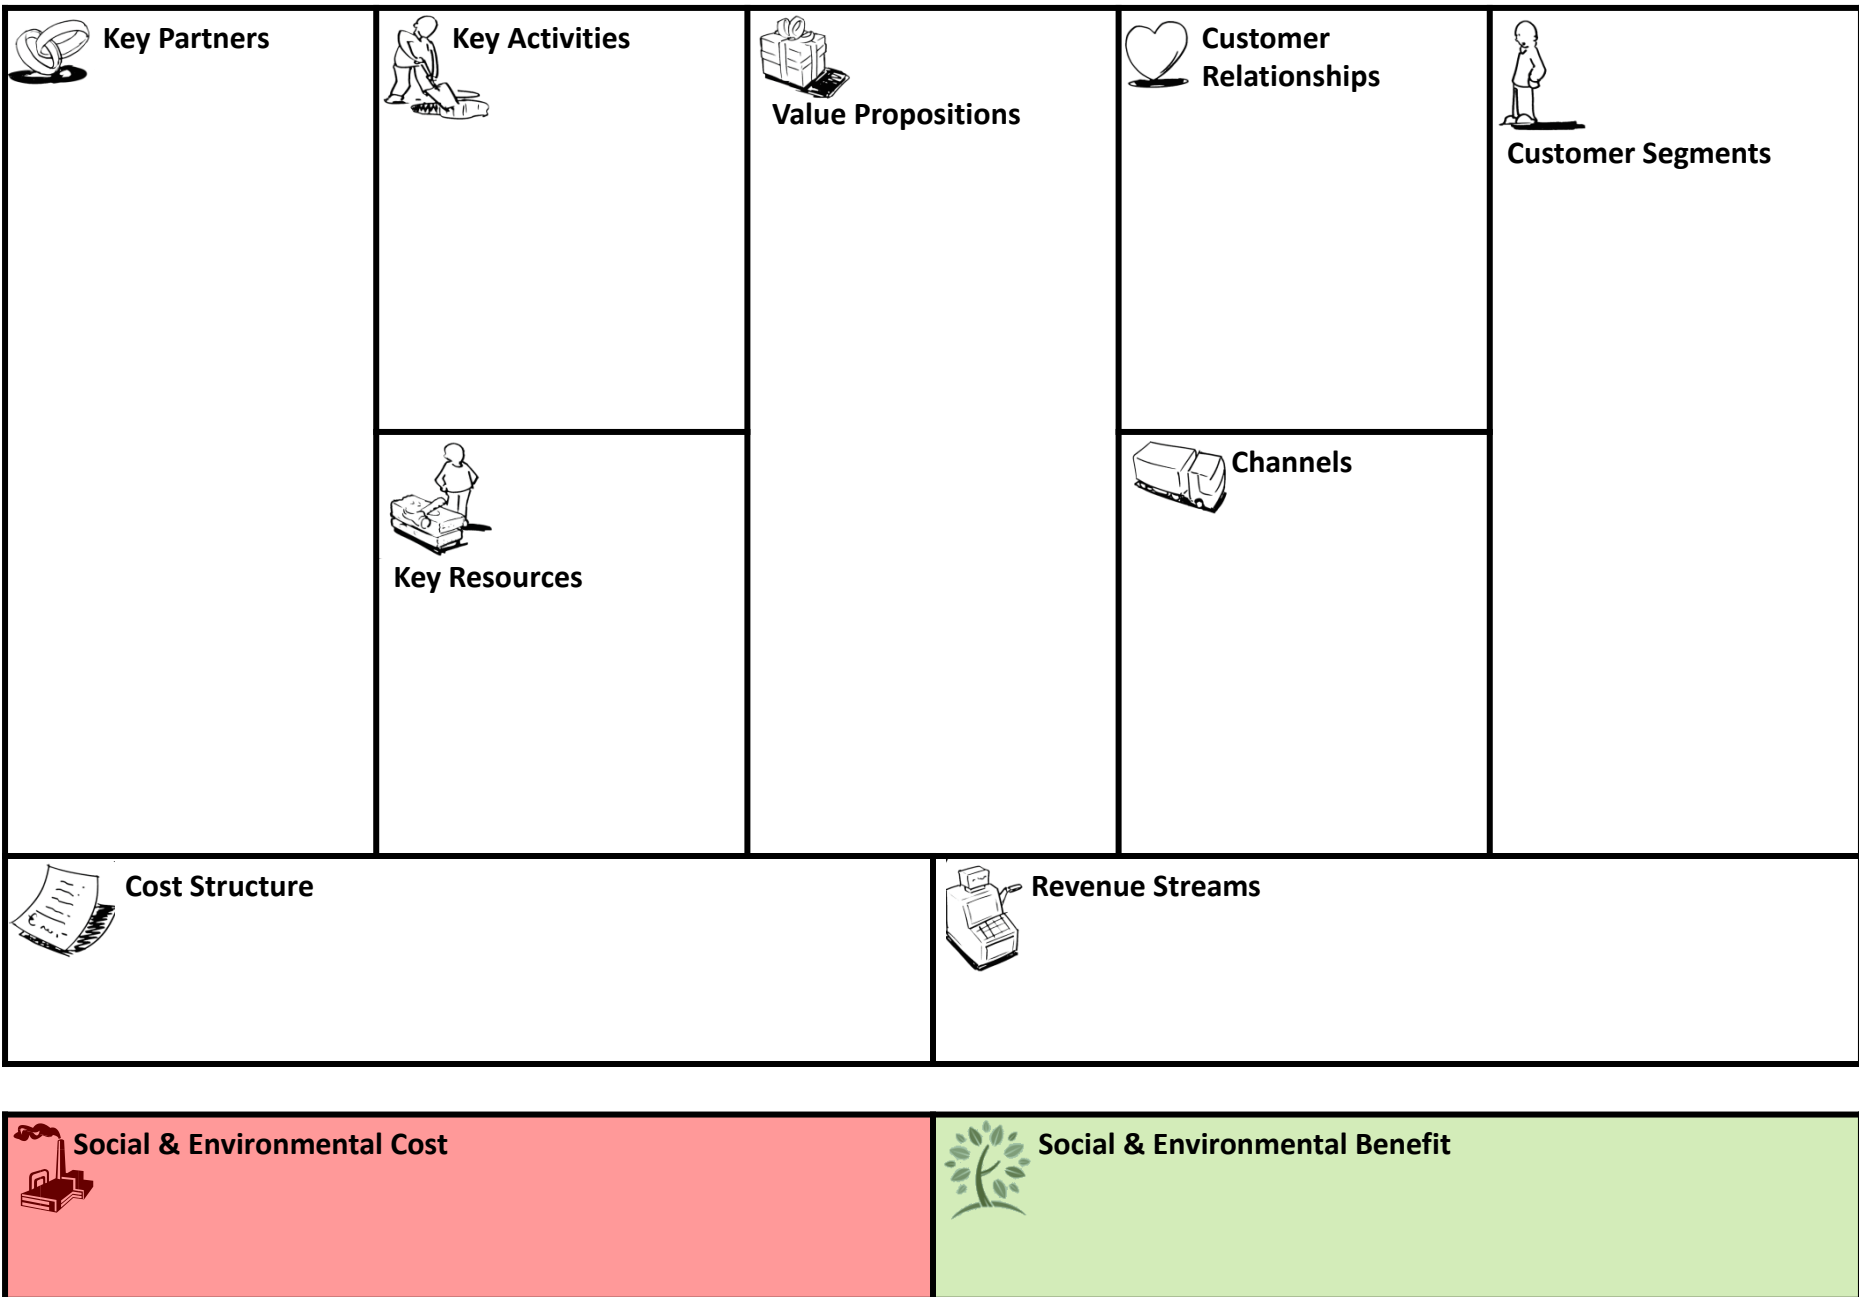 Key Partners
Key Activities
Value Propositions
Customer
Relationships
Customer Segments
Key Resources
Channels
Cost Structure
Revenue Streams
Social & Environmental Cost
Social & Environmental Benefit